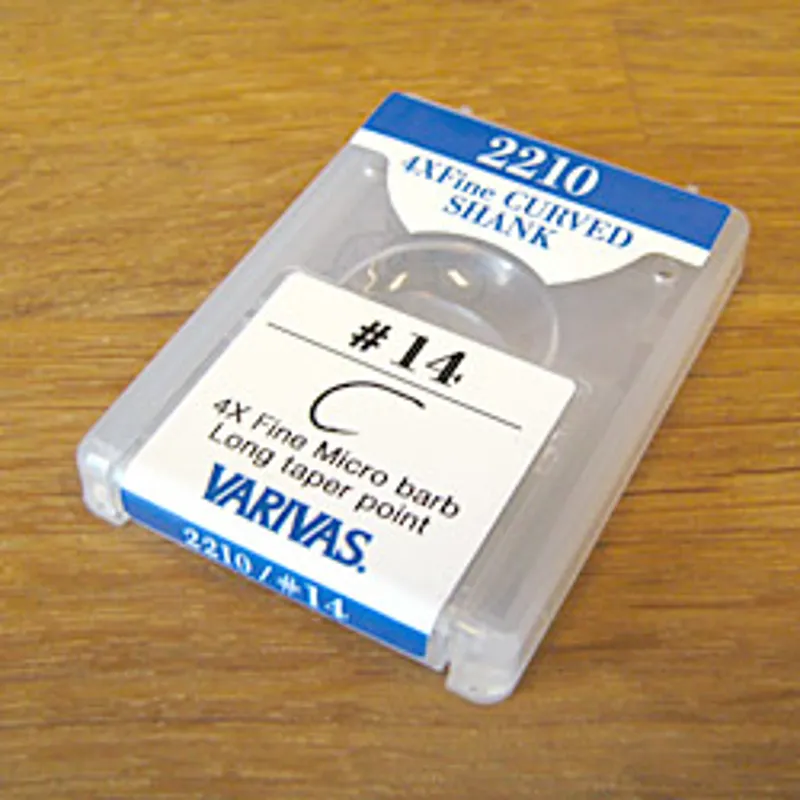 2210
4XFine CURVED
SHANK
#14
4X Fine Micro barb
Long taper point
VARIVAS.
2210/#14